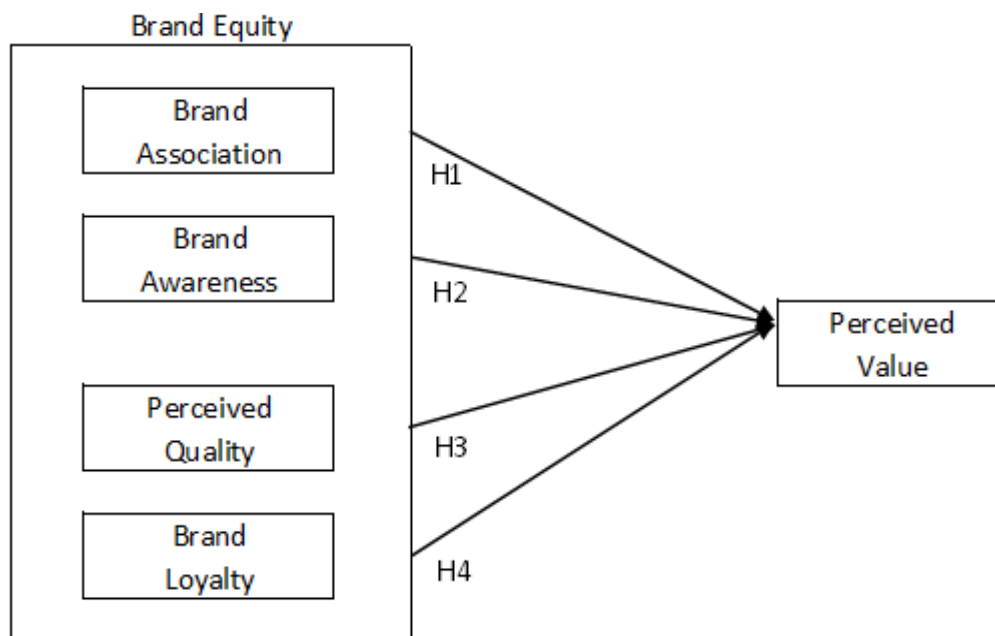 Brand Equity
Brand
Association
H1
Brand
Awareness
H2
Perceived
Value
Perceived
Quality
H3
Brand
Loyalty
H4